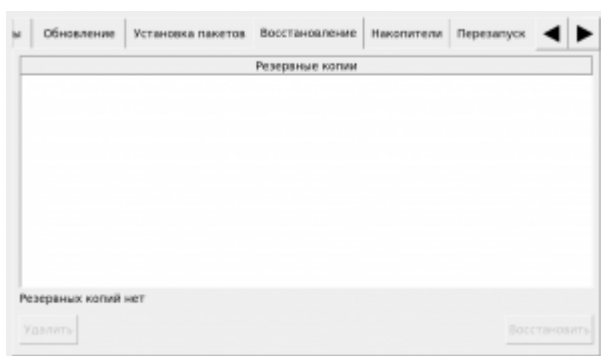 ы Обновление Установка пакетов Восстановление Накопители Перезапуск
Резервные копии
Резервных копий нет
Удалить Восстановить